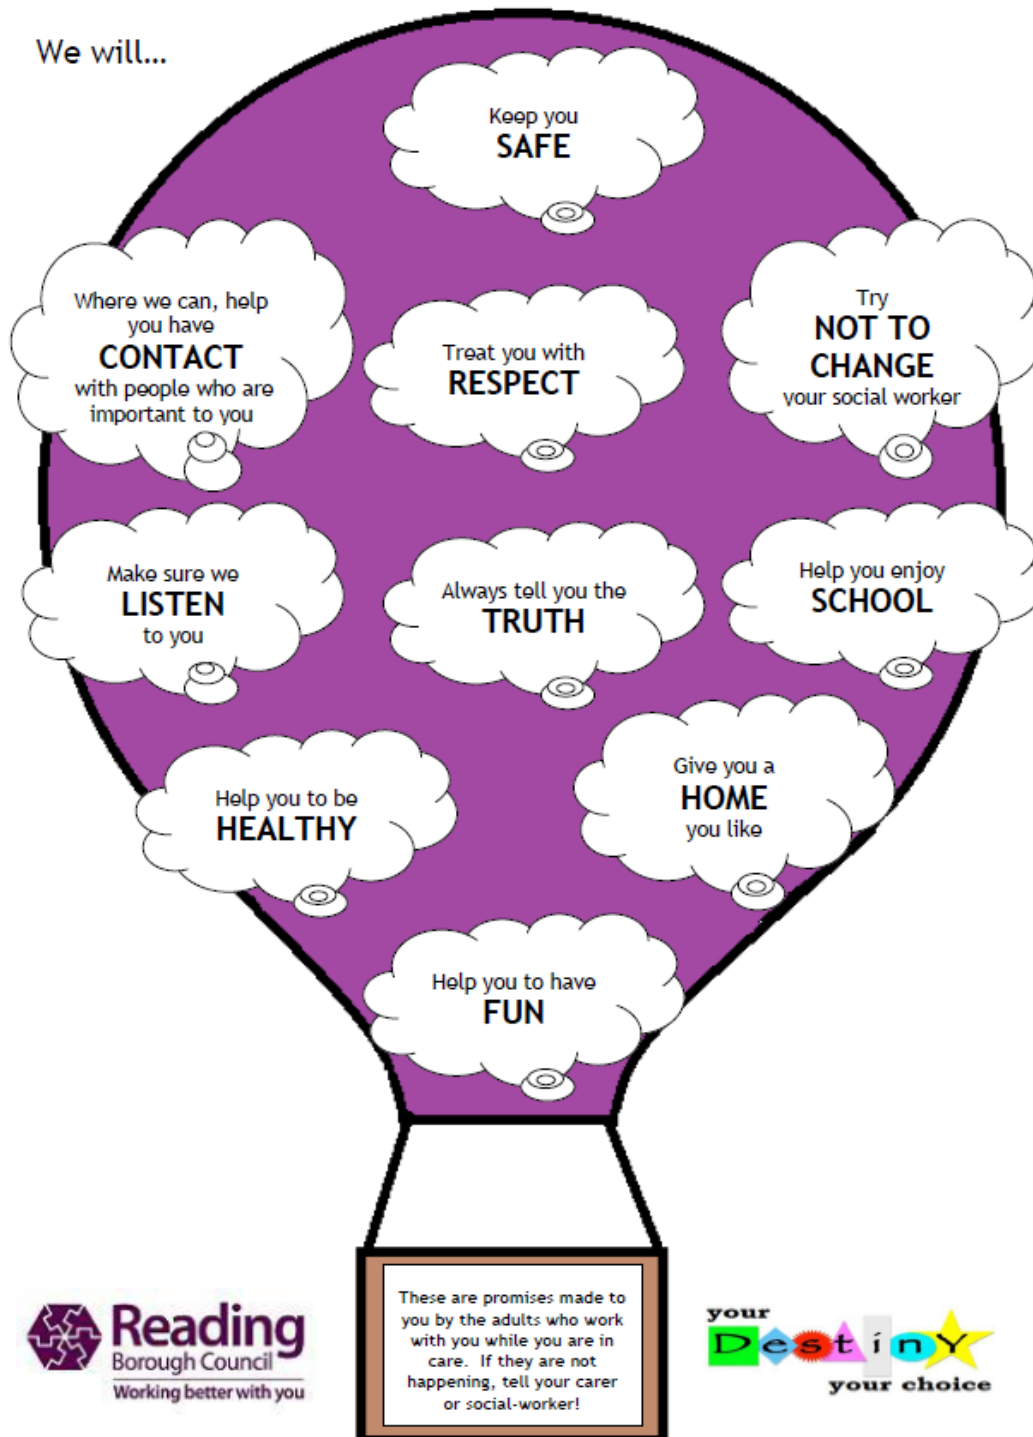 We will…
Keep you
SAFE
Where we can, help
you have
CONTACT
with people who are
important to you
Treat you with
RESPECT
Try
NOT TO
CHANGE
your social worker
Make sure we
LISTEN
to you
Always tell you the
TRUTH
Help you enjoy
SCHOOL
Help you to be
HEALTHY
Give you a
HOME
you like
Help you to have
FUN
These are promises made to
you by the adults who work
with you while you are in
care. If they are not
happening, tell your carer
or social-worker!
Reading
Borough Council
Working better with you
your
DestinY
your choice